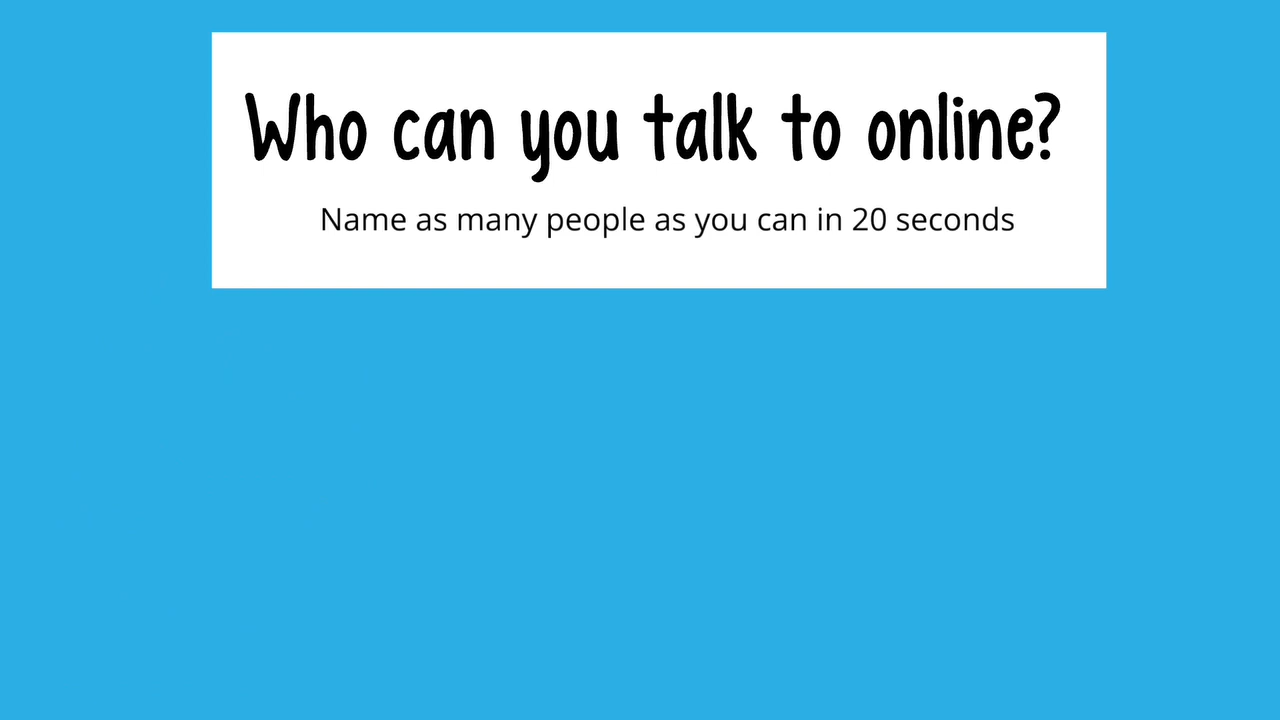 Who can you talk to online?
Name as many people as you can in 20 seconds